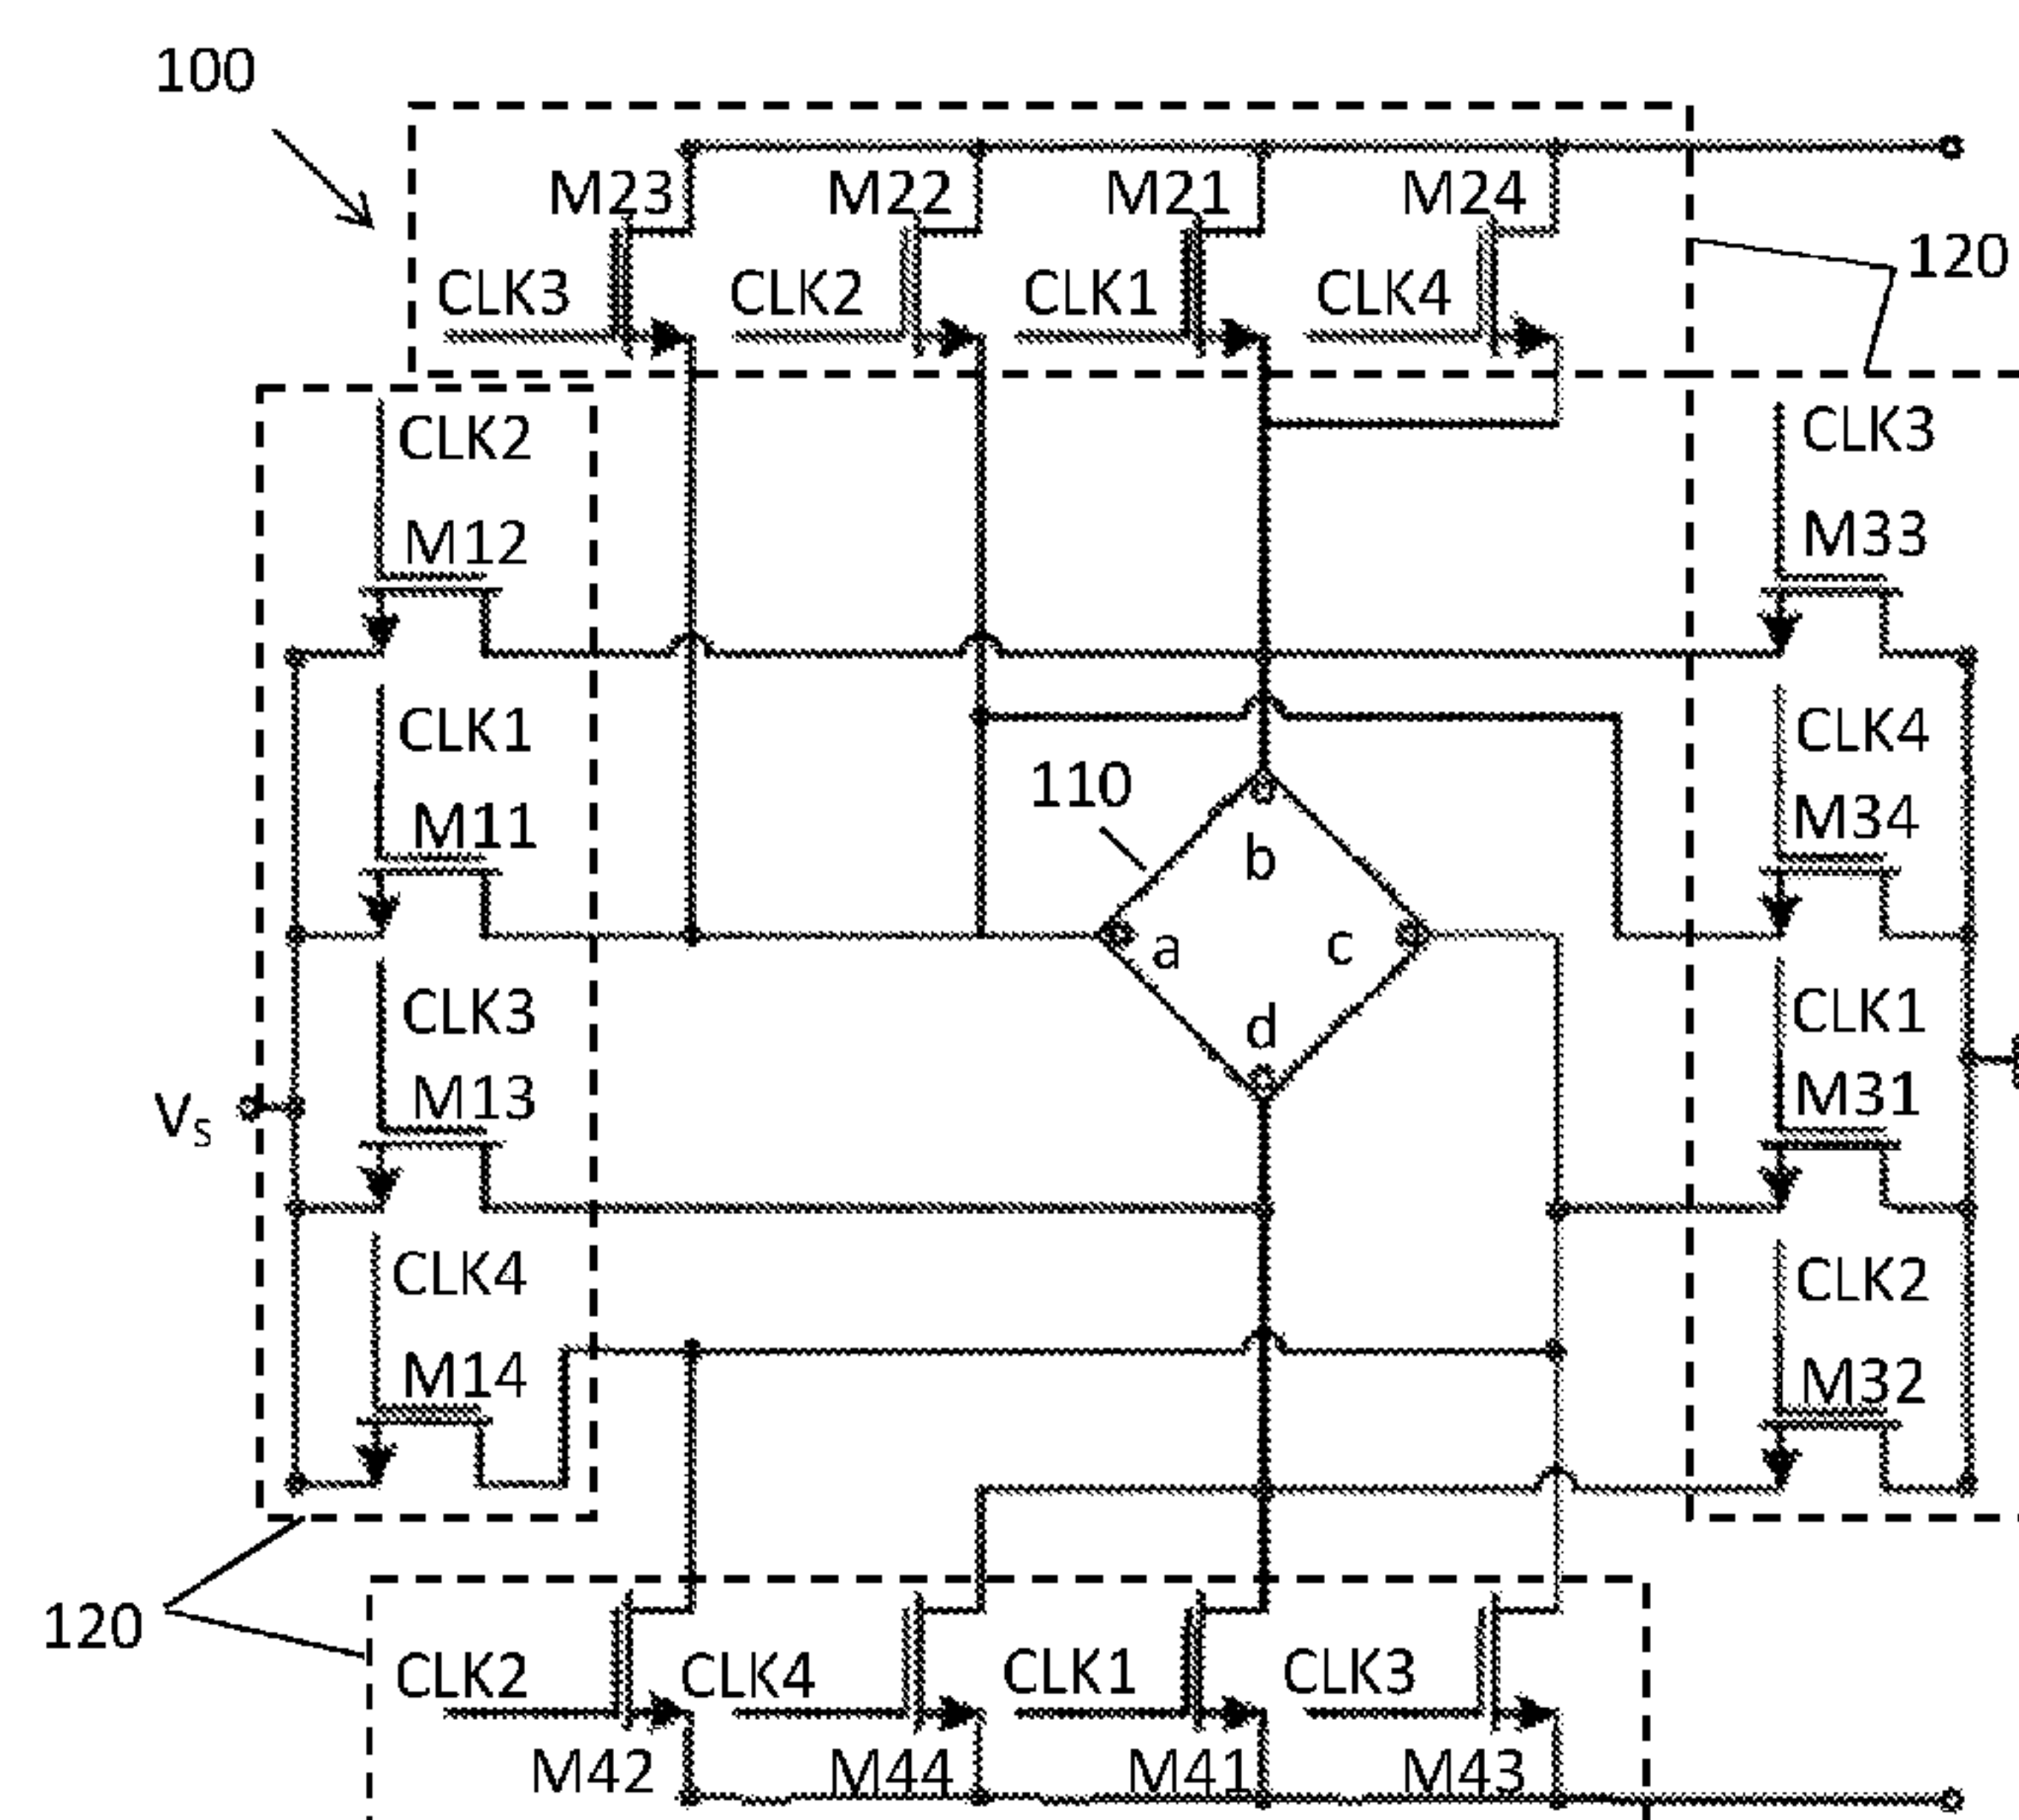 100
M23 M22 M21 M24
120
CLK3 CLK2 CLK1 CLK4
CLK2 CLK3
M12 M33
CLK1 CLK4
110
M11 M34
b
a c
CLK3 d CLK1
M13 M31
VS
CLK4 CLK2
M14 M32
120
CLK2 CLK4 CLK1 CLK3
M42 M44 M41 M43